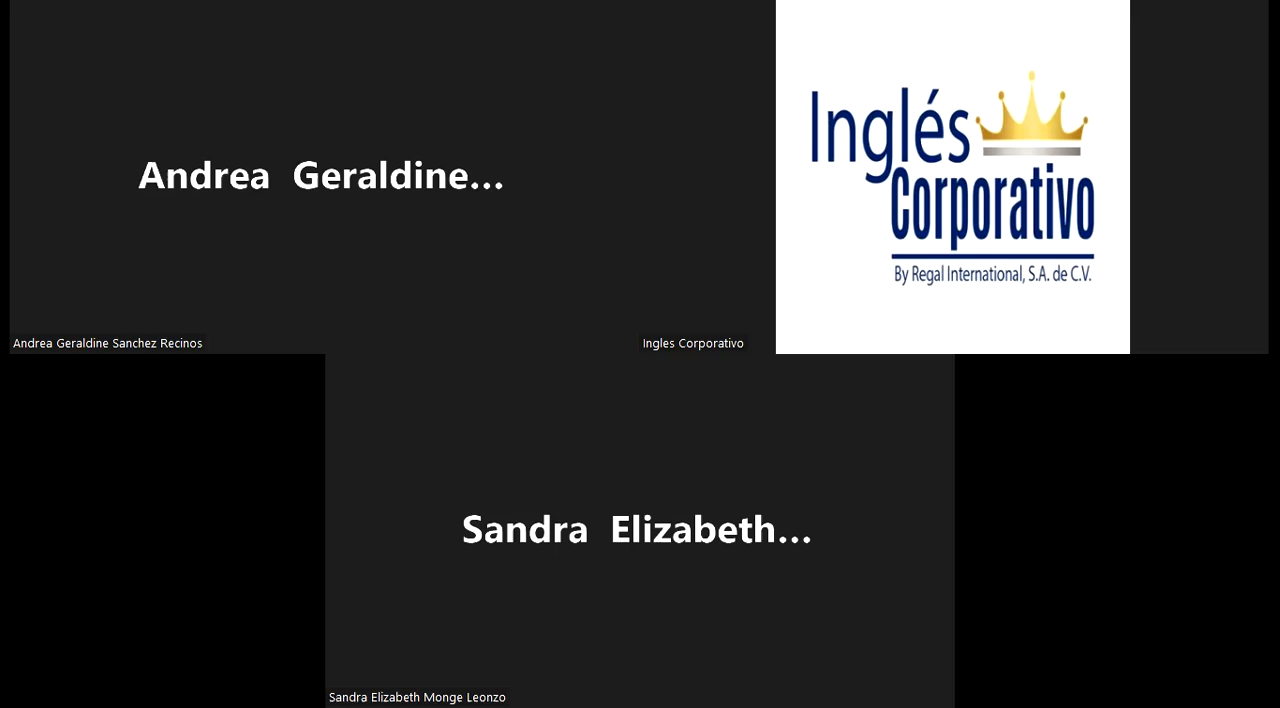 Andrea Geraldine...
Inglés
Corporativo
By Regal International, S.A. de C.V.
Andrea Geraldine Sanchez Recinos
Ingles Corporativo
Sandra Elizabeth...
Sandra Elizabeth Monge Leonzo